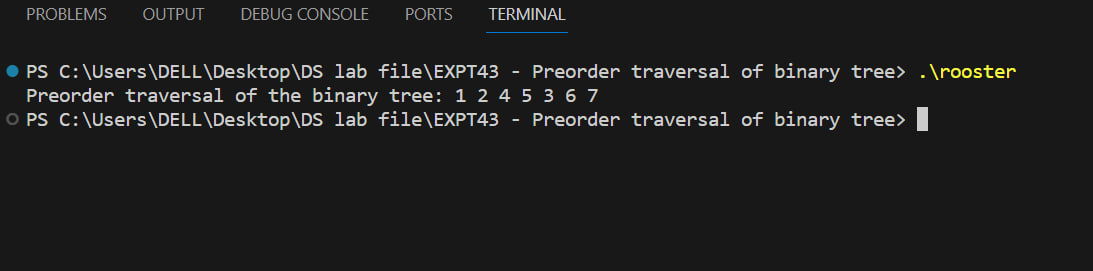 PROBLEMS OUTPUT DEBUG CONSOLE PORTS TERMINAL
PS C:\Users\DELL\Desktop\DS lab file\EXPT43 - Preorder traversal of binary tree> .\rooster
Preorder traversal of the binary tree: 1 2 4 5 3 6 7
PS C:\Users\DELL\Desktop\DS lab file\EXPT43 - Preorder traversal of binary tree>